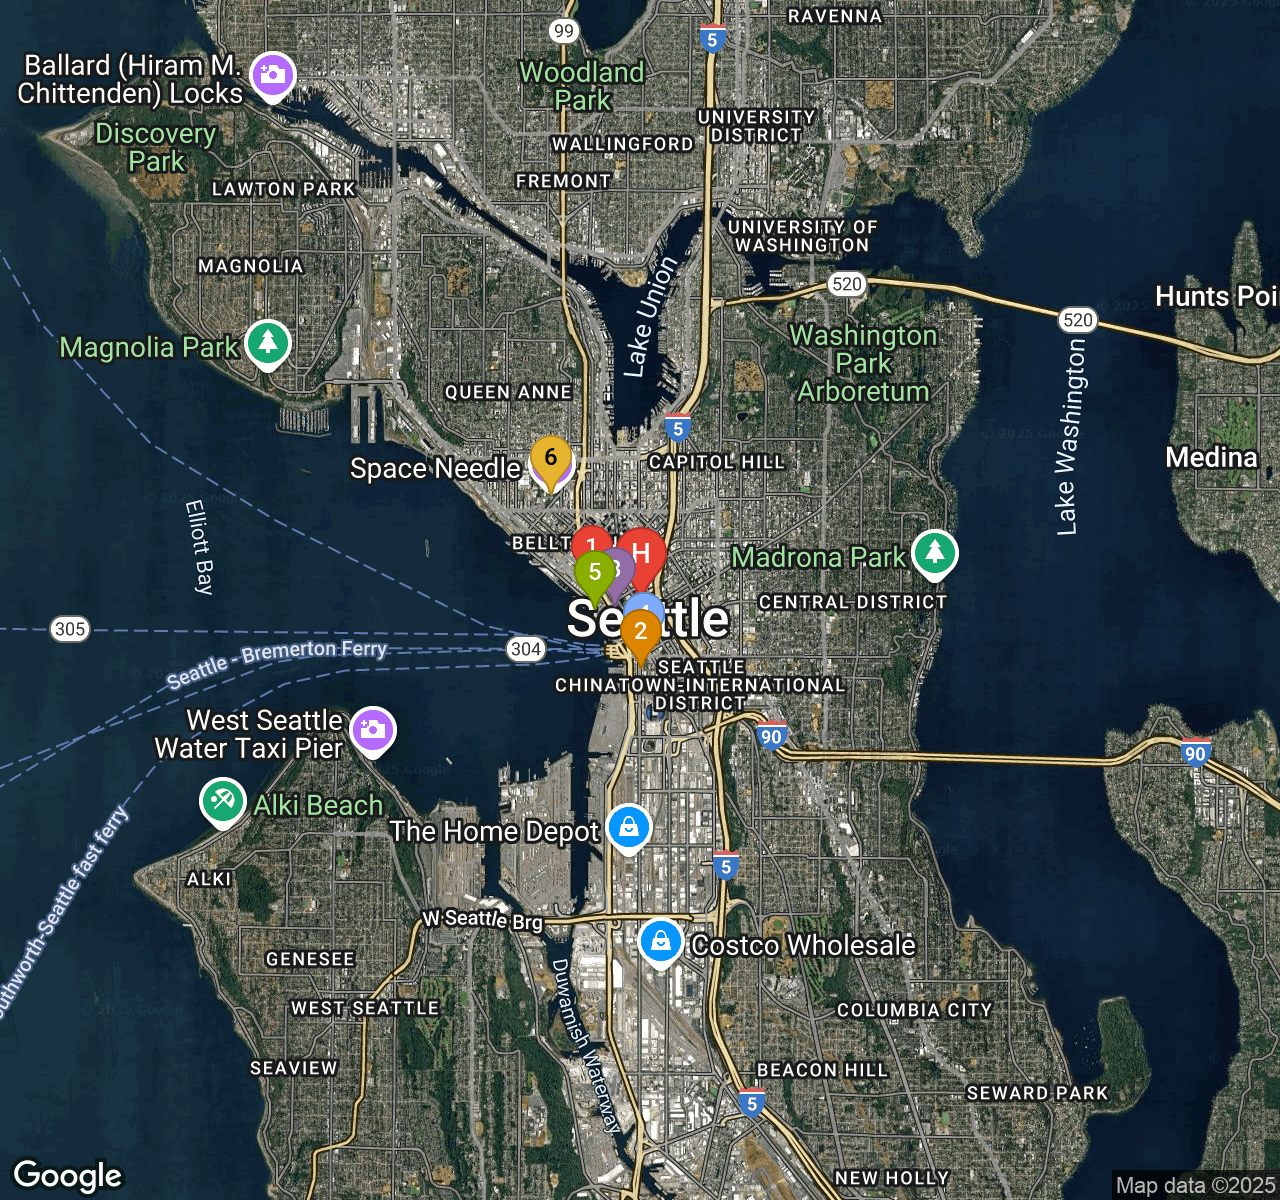 RAVENNA
99
5
Ballard (Hiram M.
Chittenden) Locks
Woodland
Park
Discovery
Park
UNIVERSITY
DISTRICT
WALLINGFORD
LAWTON PARK
FREMONT
UNIVERSITY OF
WASHINGTON
MAGNOLIA
520
Hunts Poi
520
Lake Union
Magnolia Park
Washington
Park
Arboretum
Lake Washington
QUEEN ANNE
5
Medina
6
Space Needle
CAPITOL HILL
Elliott Bay
BELLT
1
H
3
5
Madrona Park
4
Seattle
CENTRAL DISTRICT
2
305
304
Seattle - Bremerton Ferry
SEATTLE
CHINATOWN-INTERNATIONAL
DISTRICT
West Seattle
Water Taxi Pier
90
90
Alki Beach
The Home Depot
outhworth-Seattle fast ferry
5
ALKI
W Seattle Brg
Costco Wholesale
GENESEE
Duwamish Waterway
WEST SEATTLE
COLUMBIA CITY
SEAVIEW
BEACON HILL
SEWARD PARK
5
Google
NEW HOLLY
Map data ©2025